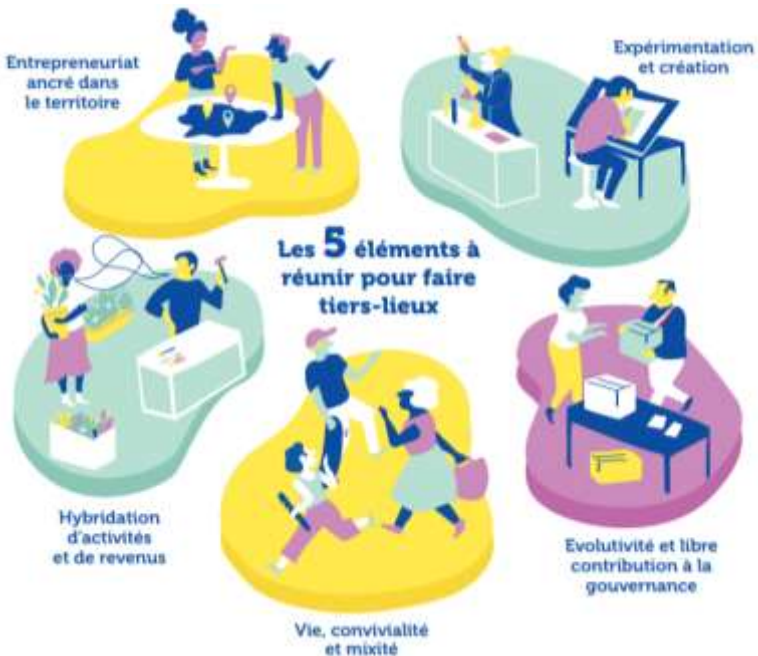 Entrepreneuriat
ancré dans
le territoire
Expérimentation
et création
Les 5 éléments à
réunir pour faire
tiers-lieux
Hybridation
d'activités
et de revenus
Evolutivité et libre
contribution à la
gouvernance
Vie, convivialité
et mixité